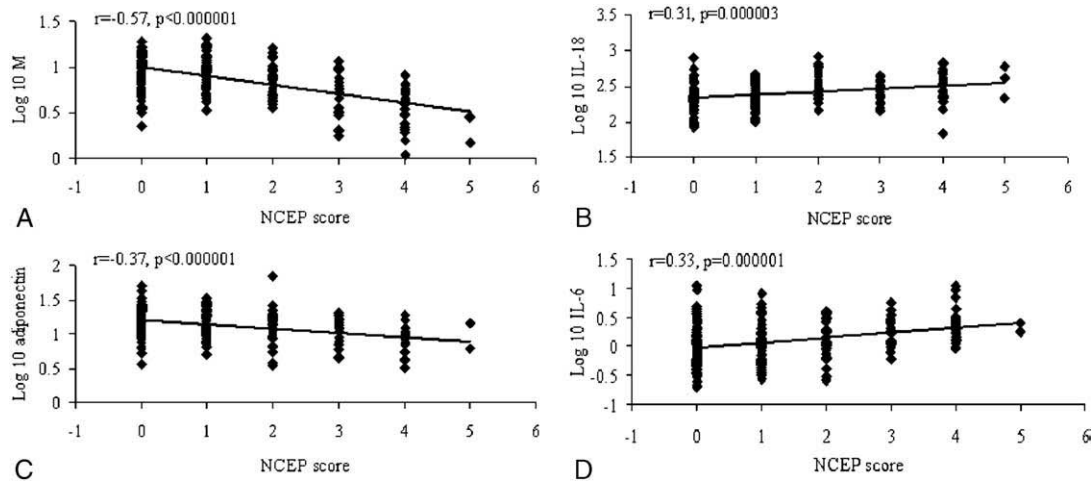 r=-0.57, p<0.000001
Log 10 M
1.5
1
0.5
0
-1 0 1 2 3 4 5 6
NCEP score
A
r=0.31, p=0.000003
Log 10 IL-18
3.5
3
2.5
2
1.5
-1 0 1 2 3 4 5 6
NCEP score
B
r=-0.37, p<0.000001
Log 10 adiponectin
2
1.5
1
0.5
0
-1 0 1 2 3 4 5 6
NCEP score
C
r=0.33, p=0.000001
Log 10 IL-6
1.5
1
0.5
0
-0.5
-1
-1 0 1 2 3 4 5 6
NCEP score
D